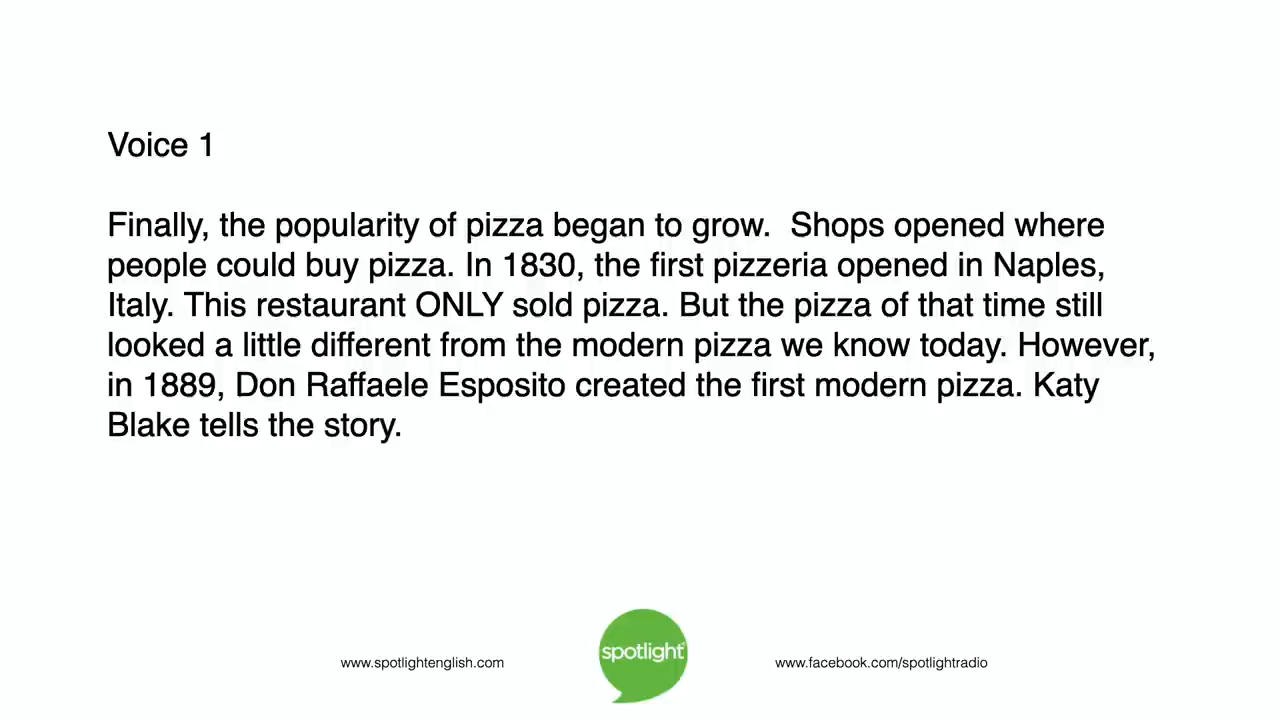 Voice 1
Finally, the popularity of pizza began to grow.  Shops opened where
people could buy pizza. In 1830, the first pizzeria opened in Naples,
Italy. This restaurant ONLY sold pizza. But the pizza of that time still
looked a little different from the modern pizza we know today. However,
in 1889, Don Raffaele Esposito created the first modern pizza. Katy
Blake tells the story.
www.spotlightenglish.com
spotlight
www.facebook.com/spotlightradio